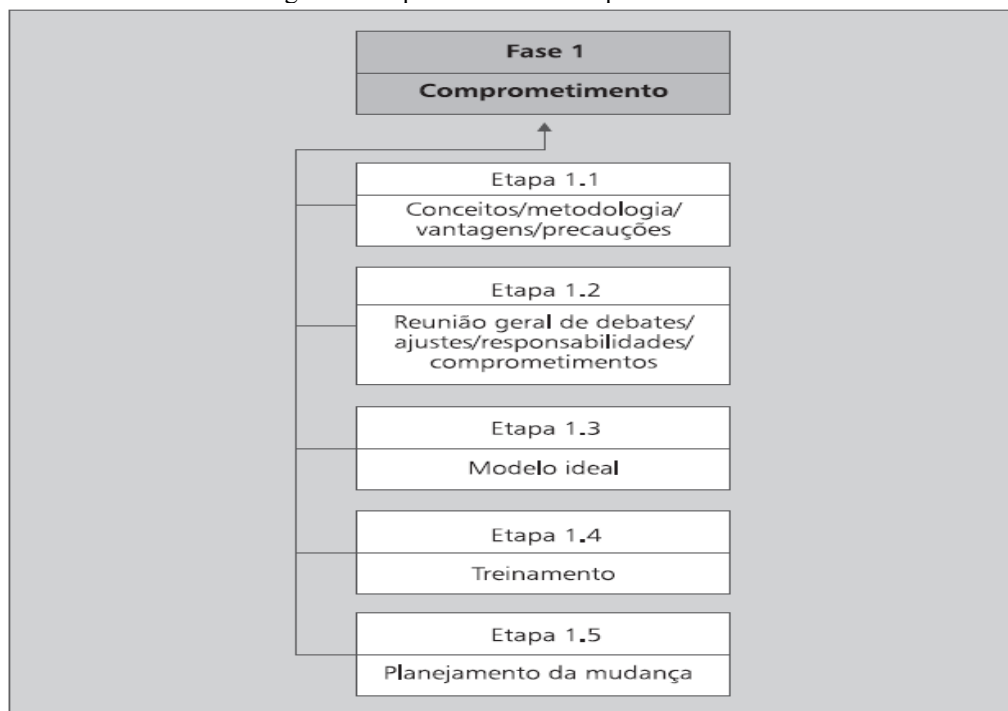 Fase 1
Comprometimento
Etapa 1.1
Conceitos/metodologia/
vantagens/precauções
Etapa 1.2
Reunião geral de debates/
ajustes/responsabilidades/
comprometimentos
Etapa 1.3
Modelo ideal
Etapa 1.4
Treinamento
Etapa 1.5
Planejamento da mudança